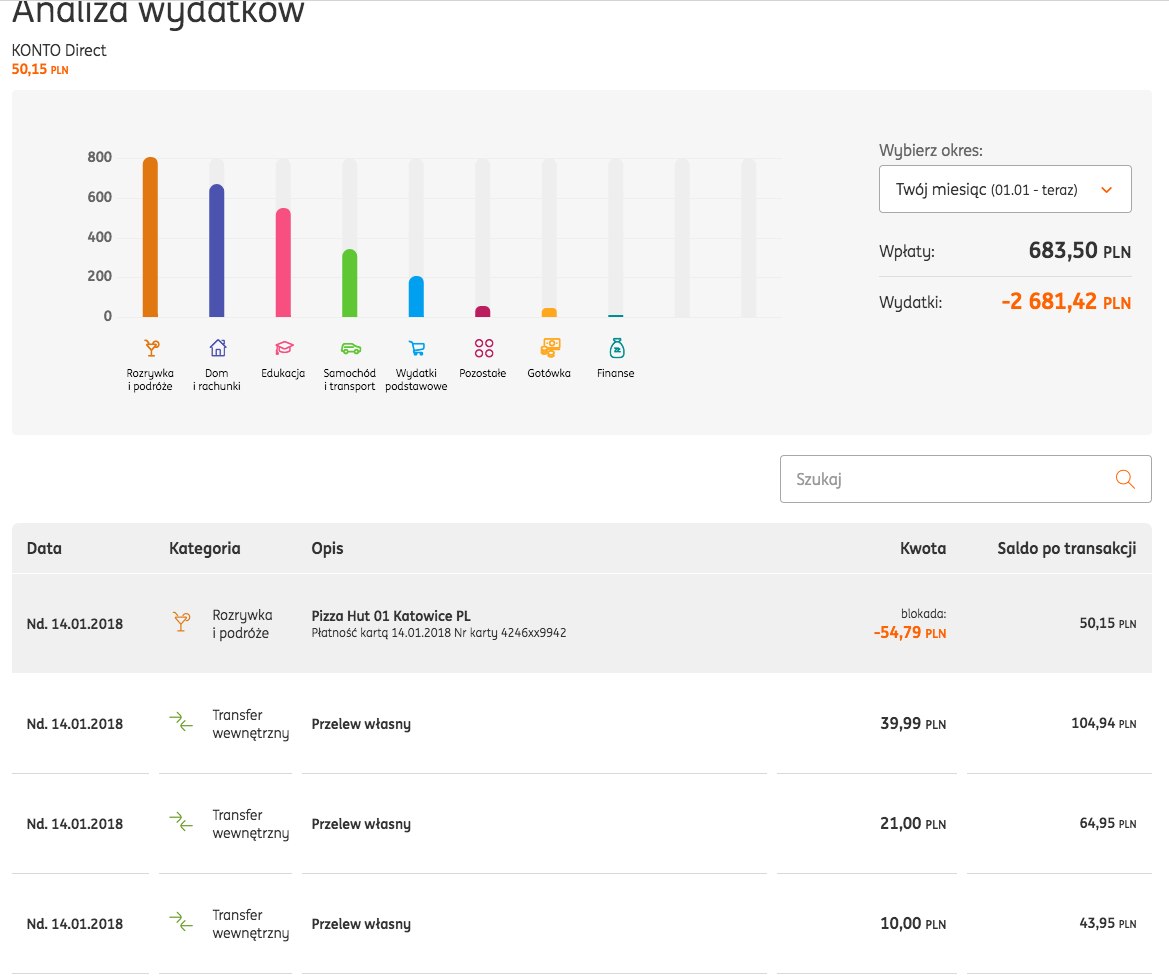 Analiza wydatków
KONTO Direct
50,15 PLN
800
600
400
200
0
Rozrywka
i podróże
Dom
i rachunki
Edukacja
Samochód
i transport
Wydatki
podstawowe
Pozostałe
Gotówka
Finanse
Wybierz okres:
Twój miesiąc (01.01 - teraz)
Wpłaty: 683,50 PLN
Wydatki: -2 681,42 PLN
Szukaj
Data Kategoria Opis Kwota Saldo po transakcji
Nd. 14.01.2018
Rozrywka
i podróże
Pizza Hut 01 Katowice PL
Płatność kartą 14.01.2018 Nr karty 4246xx9942
blokada:
-54,79 PLN
50,15 PLN
Nd. 14.01.2018
Transfer
wewnętrzny
Przelew własny
39,99 PLN
104,94 PLN
Nd. 14.01.2018
Transfer
wewnętrzny
Przelew własny
21,00 PLN
64,95 PLN
Nd. 14.01.2018
Transfer
wewnętrzny
Przelew własny
10,00 PLN
43,95 PLN